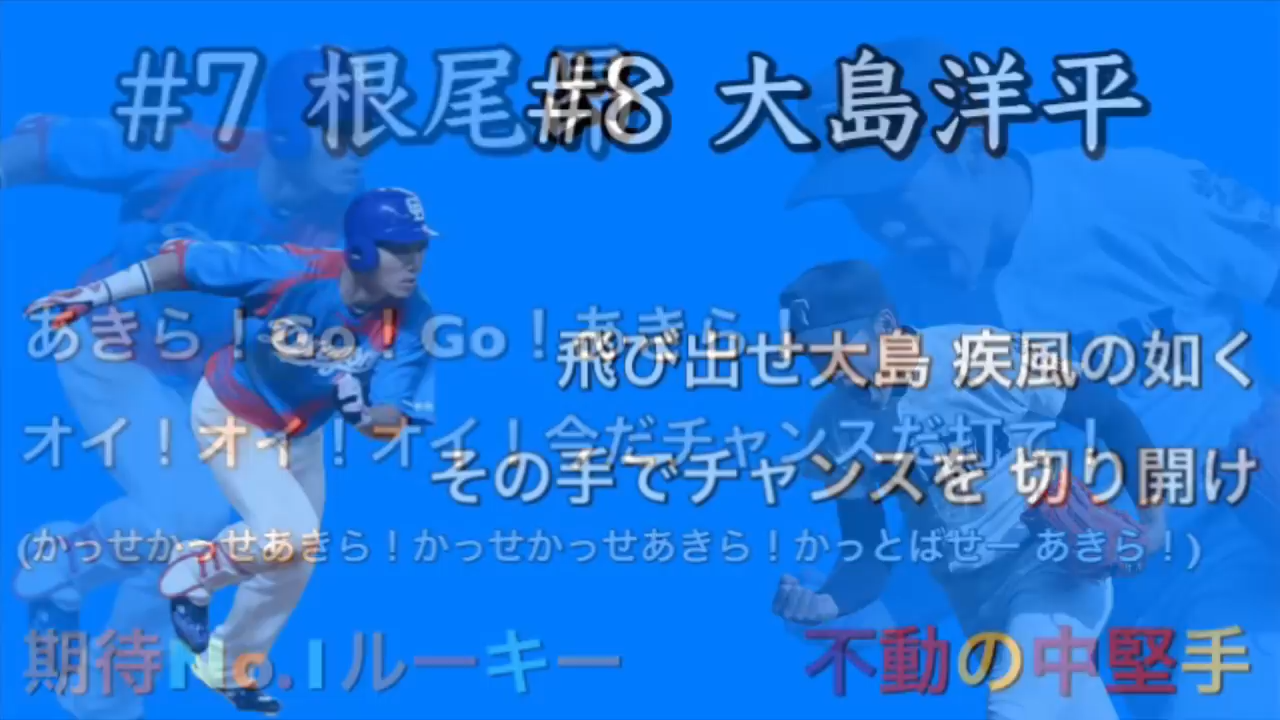 #7 根尾
#8 大島洋平
あきら！Go！Go！あきら！
飛び出せ大島 疾風の如く
オイ！オイ！オイ！今だチャンスだ打て！
その手でチャンスを 切り開け
(かっせかっせあきら！かっせかっせあきら！かっとばせー あきら！)
期待No.1ルーキー
不動の中堅手